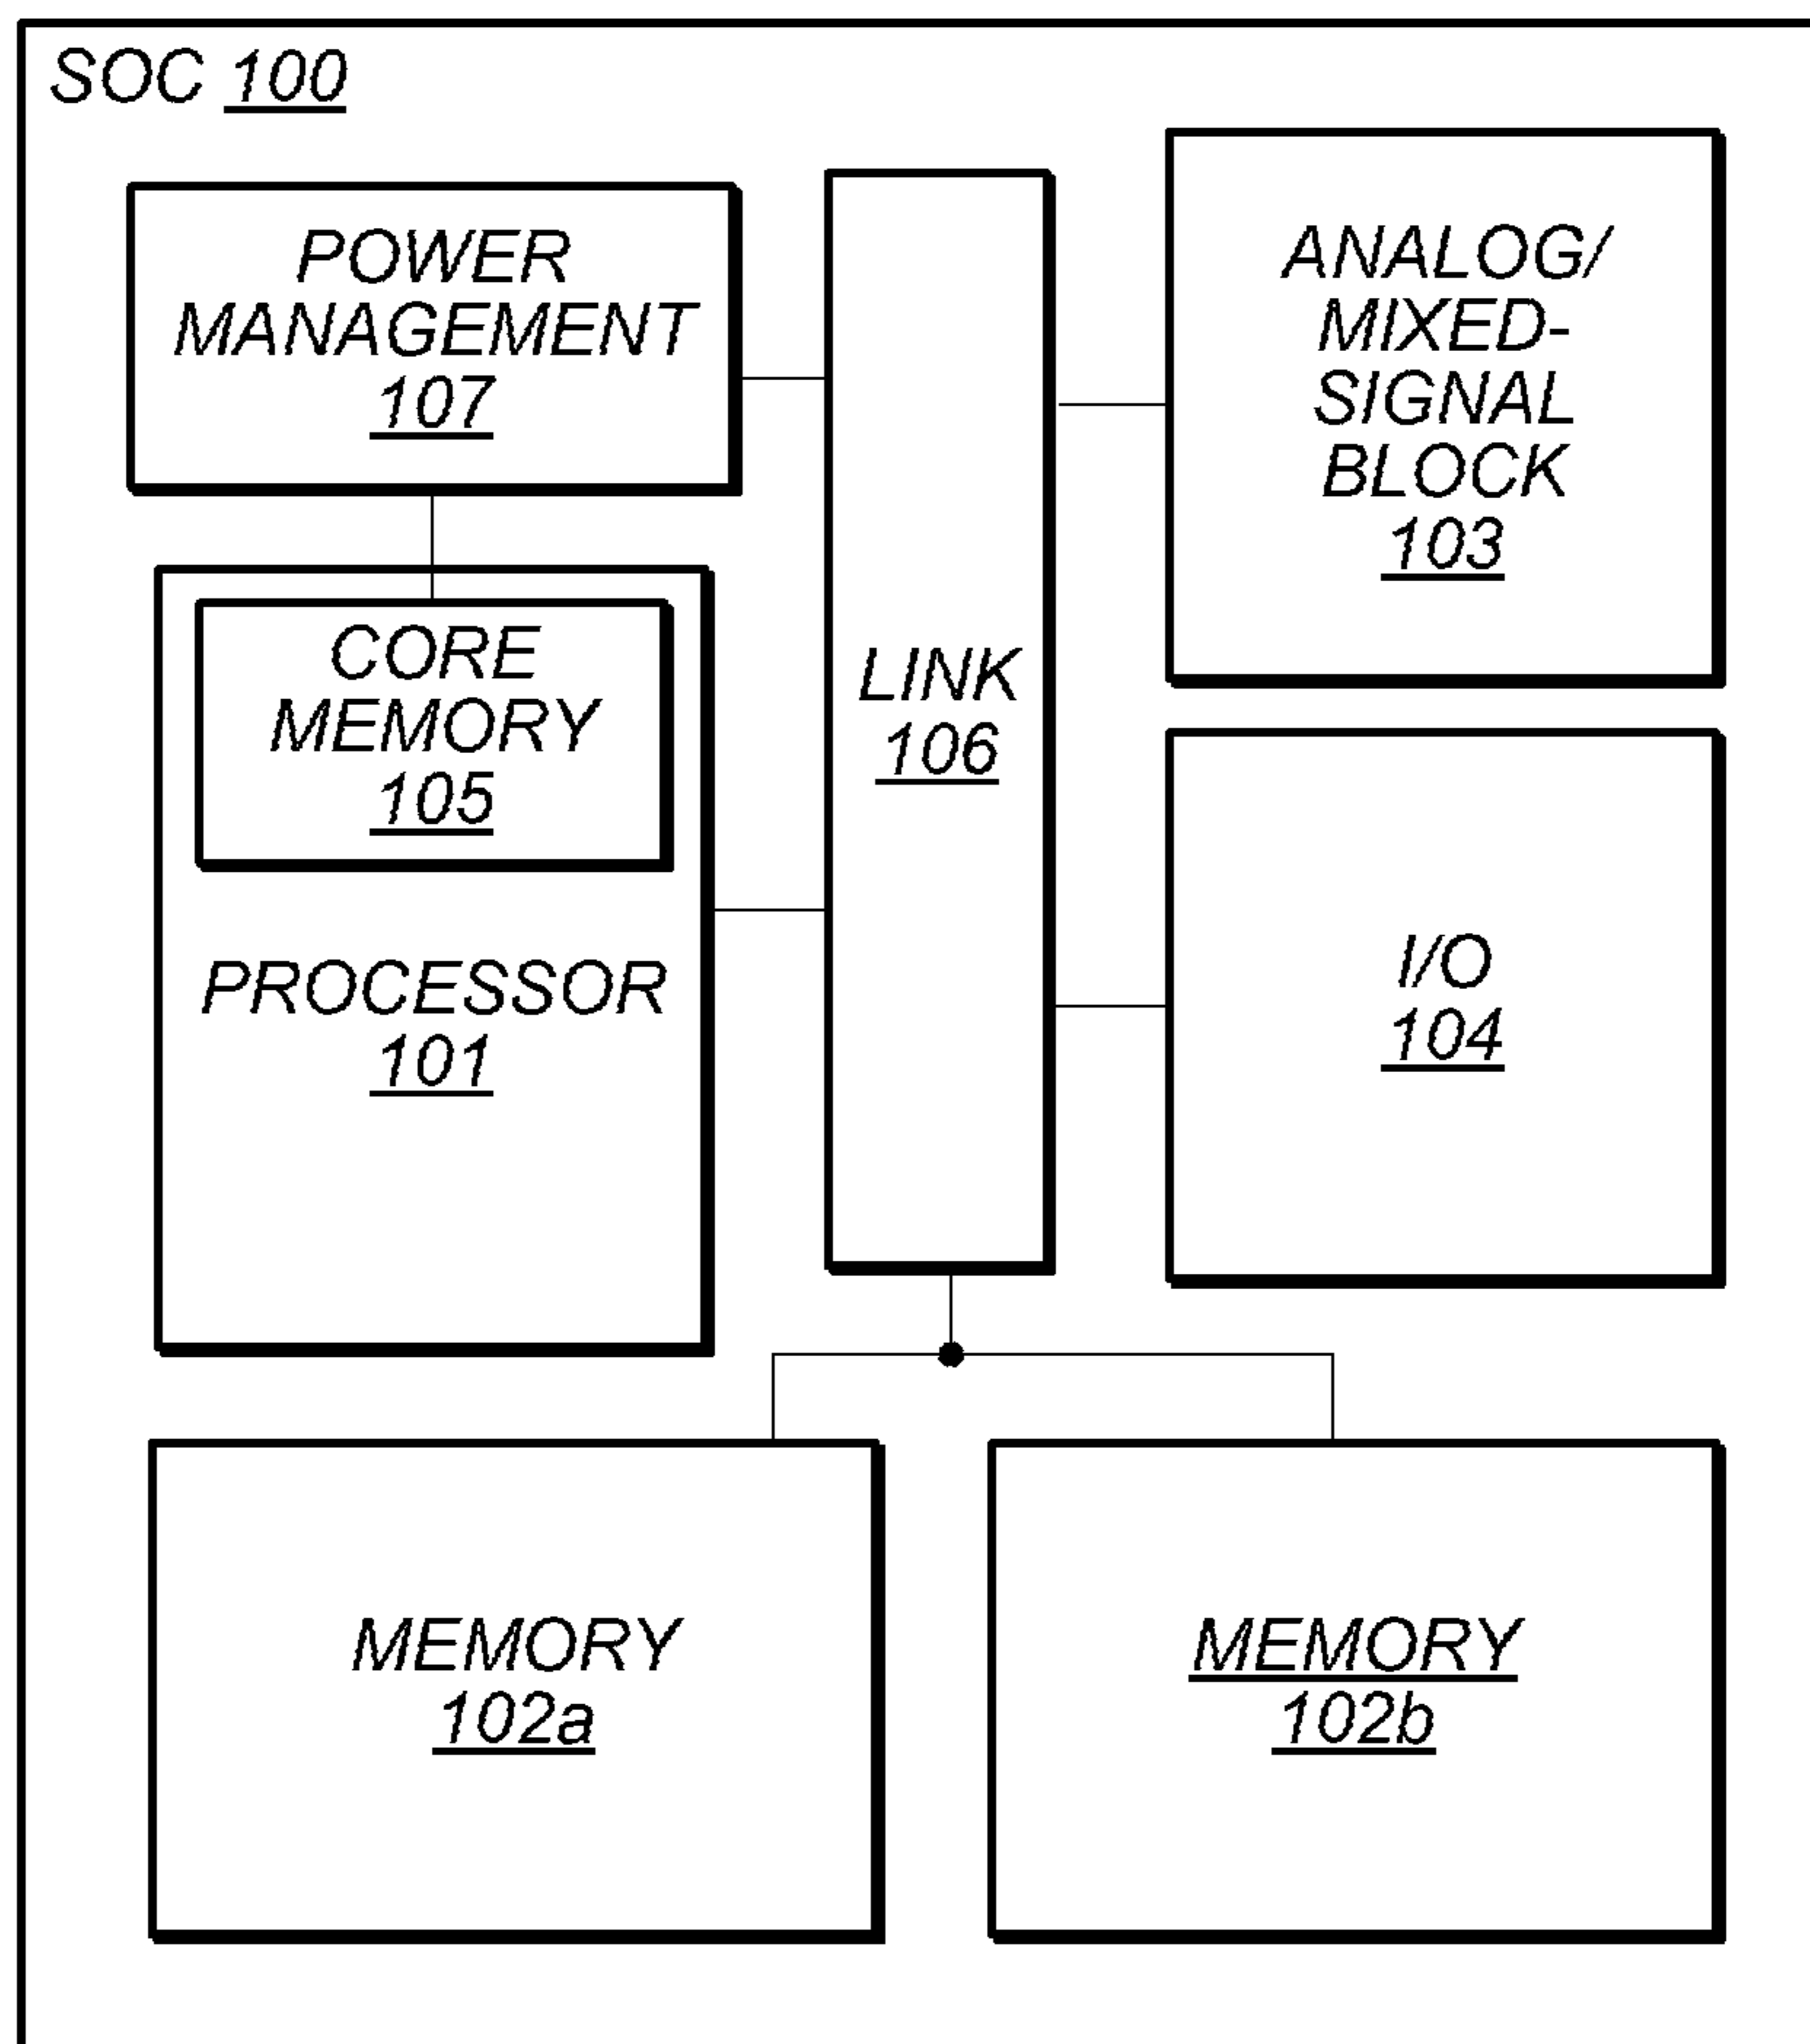 SOC 100
POWER
MANAGEMENT
107
CORE
MEMORY
105
PROCESSOR
101
LINK
106
ANALOG/
MIXED-
SIGNAL
BLOCK
103
I/O
104
MEMORY
102a
MEMORY
102b